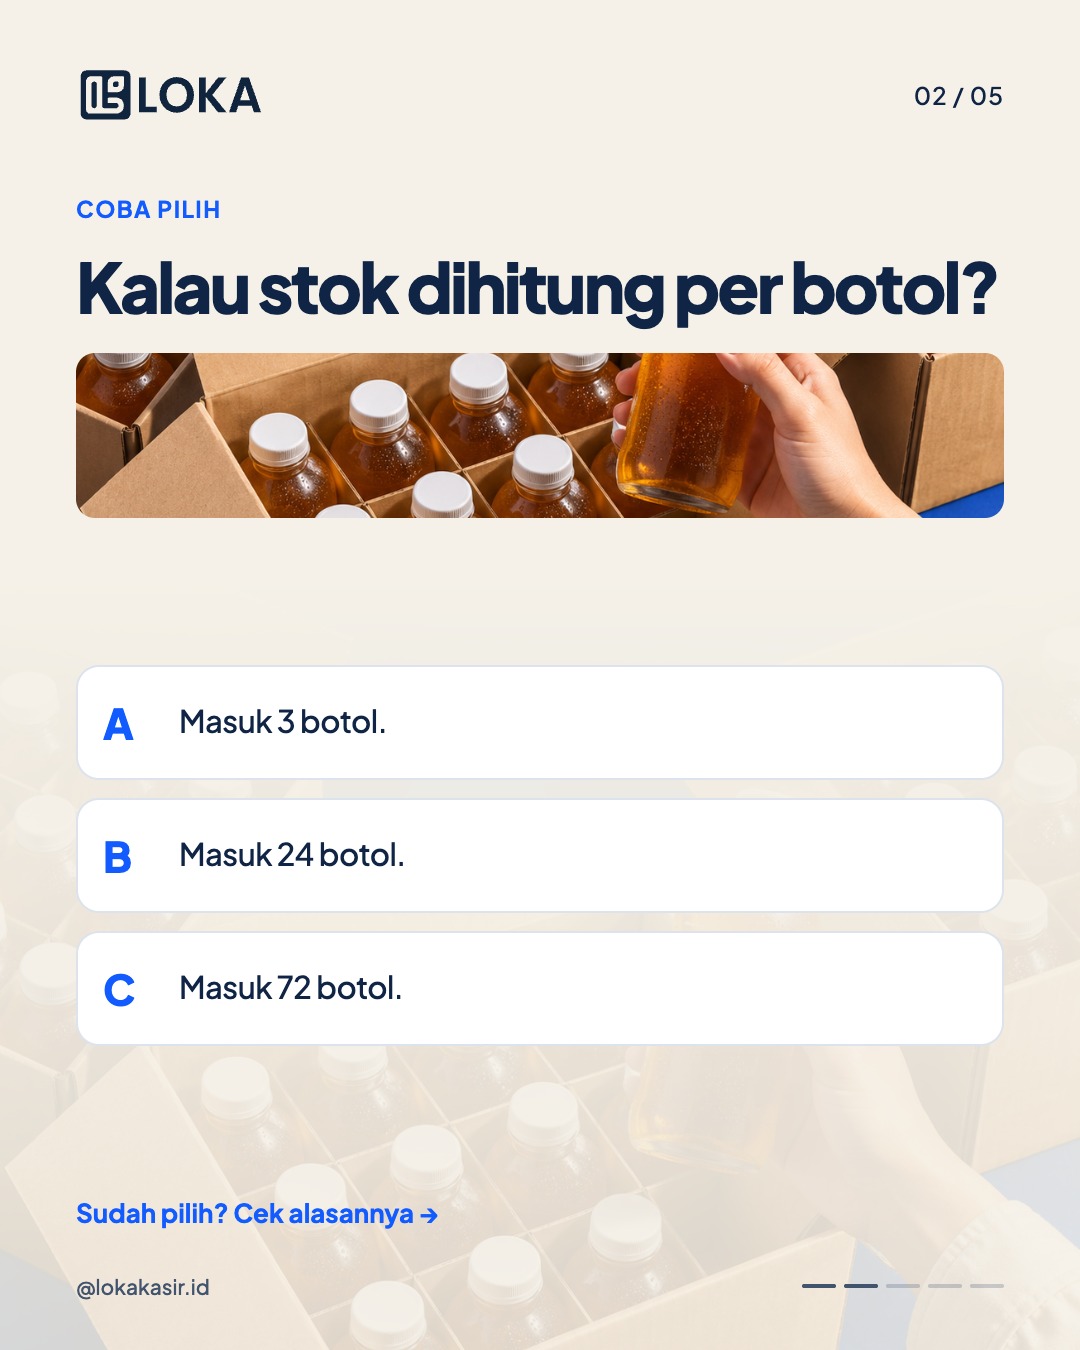 LOKA
02 / 05
COBA PILIH
Kalau stok dihitung per botol?
A Masuk 3 botol.
B Masuk 24 botol.
C Masuk 72 botol.
Sudah pilih? Cek alasannya →
@lokakasir.id